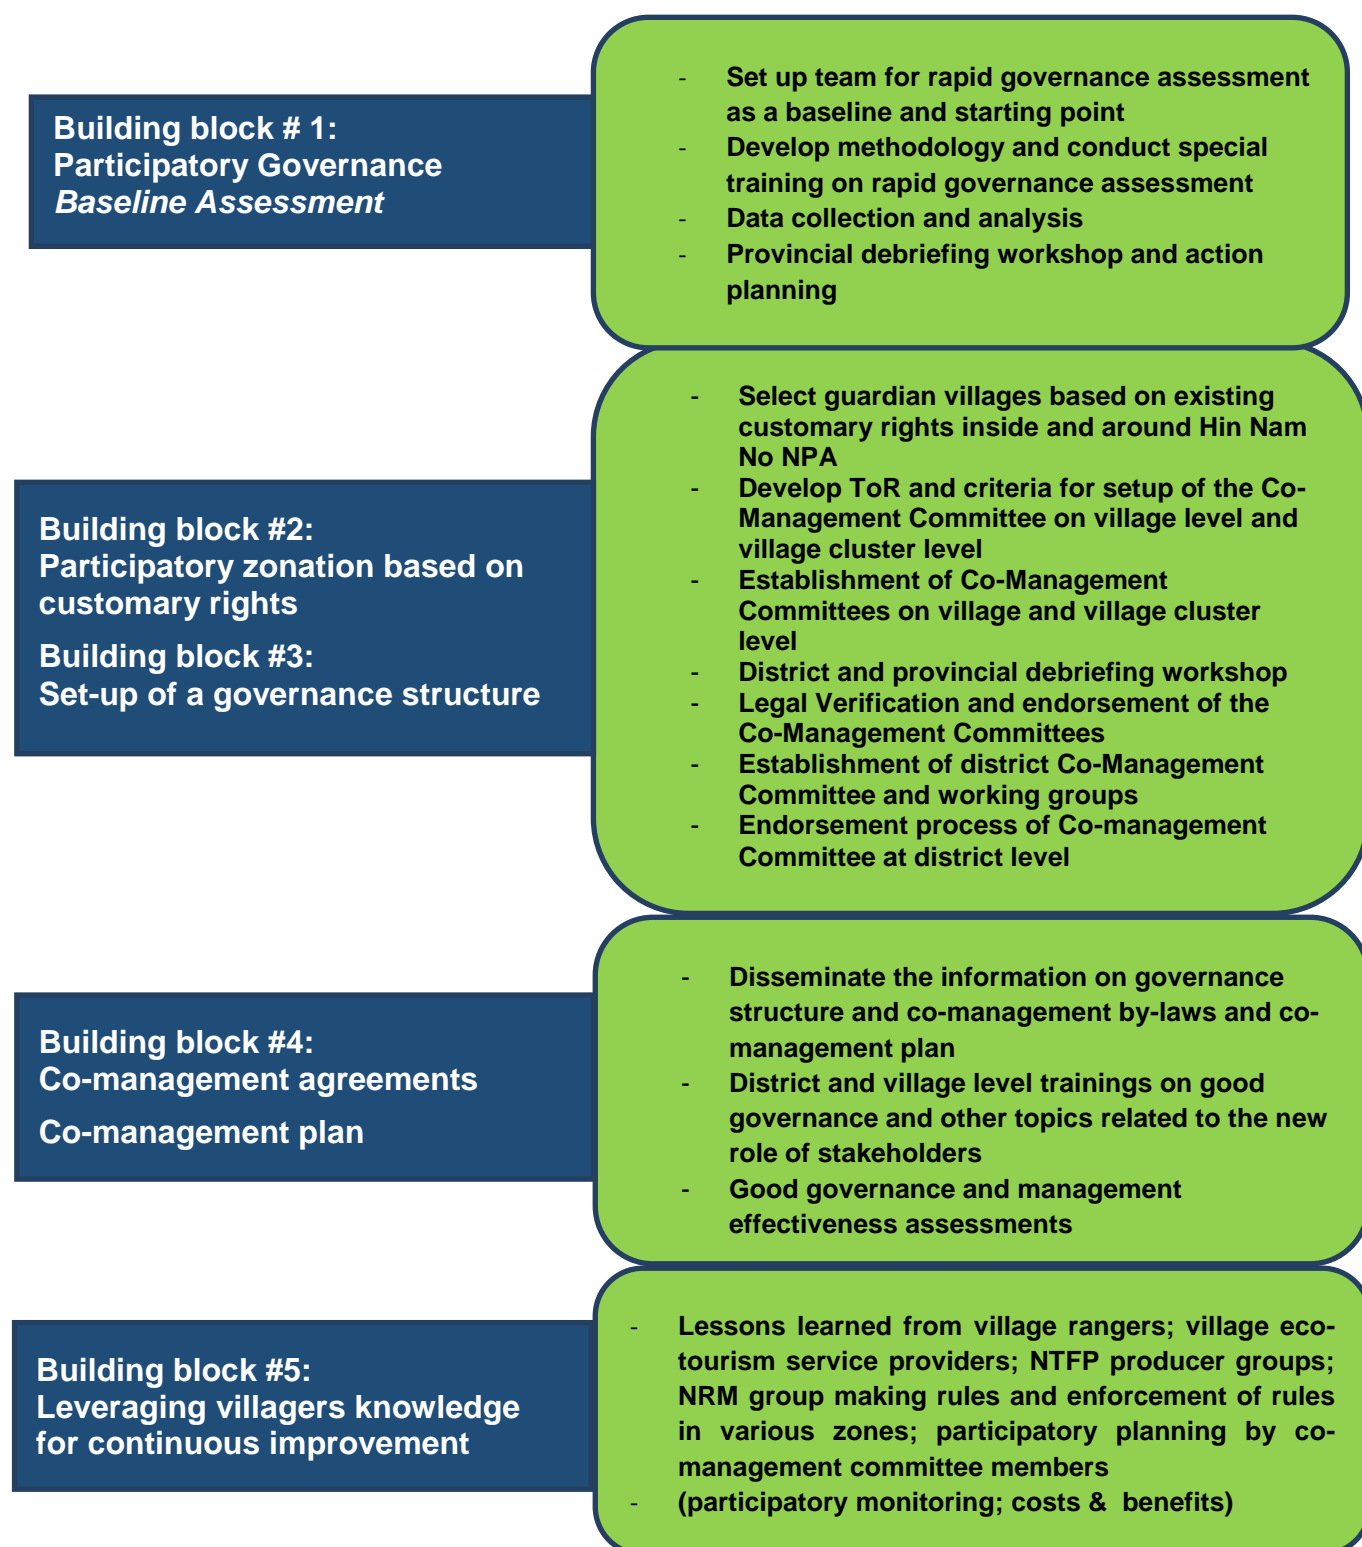 Building block # 1:
Participatory Governance
Baseline Assessment
- Set up team for rapid governance assessment
as a baseline and starting point
- Develop methodology and conduct special
training on rapid governance assessment
- Data collection and analysis
- Provincial debriefing workshop and action
planning
Building block #2:
Participatory zonation based on
customary rights
Building block #3:
Set-up of a governance structure
- Select guardian villages based on existing
customary rights inside and around Hin Nam
No NPA
- Develop ToR and criteria for setup of the Co-
Management Committee on village level and
village cluster level
- Establishment of Co-Management
Committees on village and village cluster
level
- District and provincial debriefing workshop
- Legal Verification and endorsement of the
Co-Management Committees
- Establishment of district Co-Management
Committee and working groups
- Endorsement process of Co-management
Committee at district level
Building block #4:
Co-management agreements
Co-management plan
- Disseminate the information on governance
structure and co-management by-laws and co-
management plan
- District and village level trainings on good
governance and other topics related to the new
role of stakeholders
- Good governance and management
effectiveness assessments
Building block #5:
Leveraging villagers knowledge
for continuous improvement
- Lessons learned from village rangers; village eco-
tourism service providers; NTFP producer groups;
NRM group making rules and enforcement of rules
in various zones; participatory planning by co-
management committee members
- (participatory monitoring; costs & benefits)